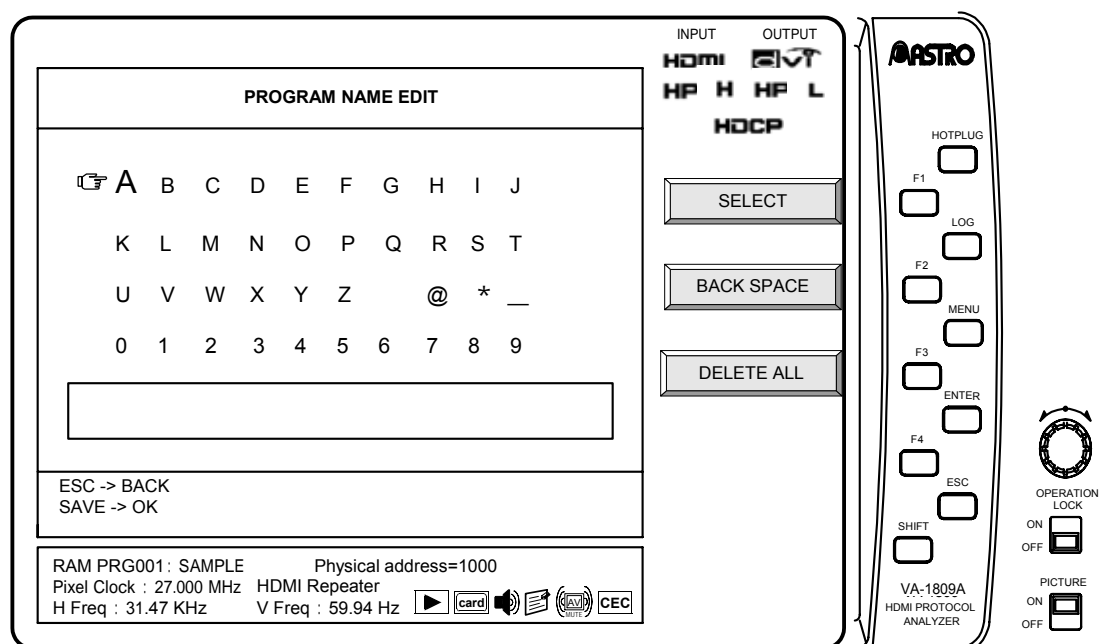 INPUT OUTPUT
HDMI DVI
HP H HP L
HDCP
PROGRAM NAME EDIT
A B C D E F G H I J
K L M N O P Q R S T
U V W X Y Z @ * _
0 1 2 3 4 5 6 7 8 9
SELECT
BACK SPACE
DELETE ALL
ESC -> BACK
SAVE -> OK
RAM PRG001 : SAMPLE Physical address=1000
Pixel Clock : 27.000 MHz HDMI Repeater
H Freq : 31.47 KHz V Freq : 59.94 Hz card AV MUTE CEC
ASTRO
HOTPLUG
F1
LOG
F2
MENU
F3
ENTER
F4
ESC
SHIFT
VA-1809A
HDMI PROTOCOL
ANALYZER
OPERATION
LOCK
ON
OFF
PICTURE
ON
OFF